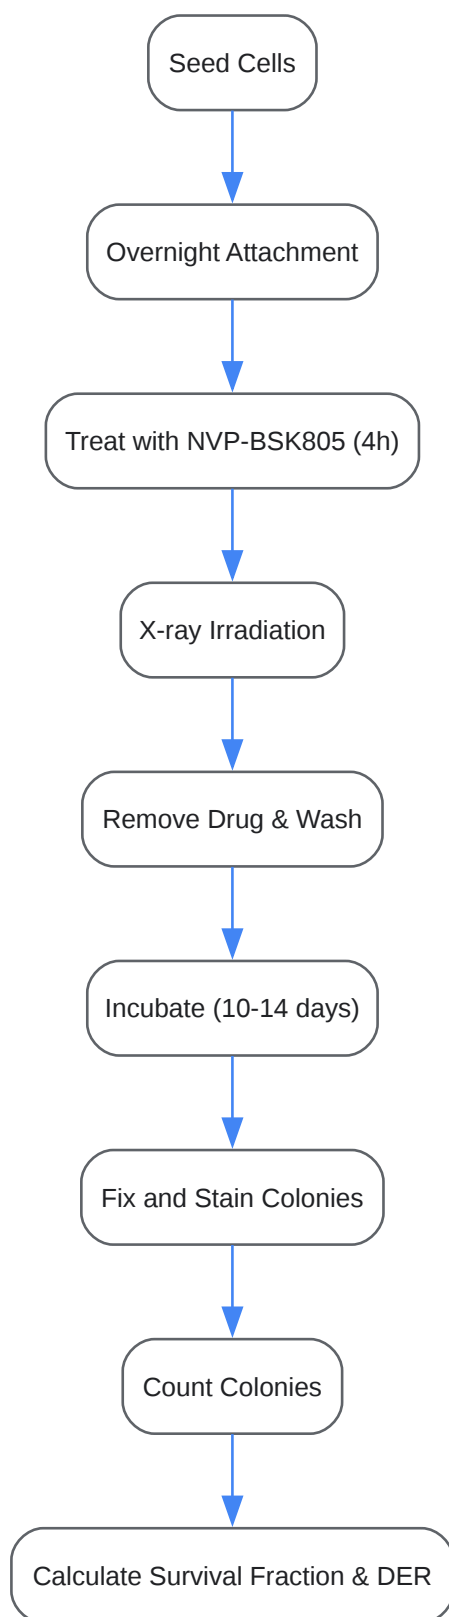 Seed Cells
Overnight Attachment
Treat with NVP-BSK805 (4h)
X-ray Irradiation
Remove Drug & Wash
Incubate (10-14 days)
Fix and Stain Colonies
Count Colonies
Calculate Survival Fraction & DER